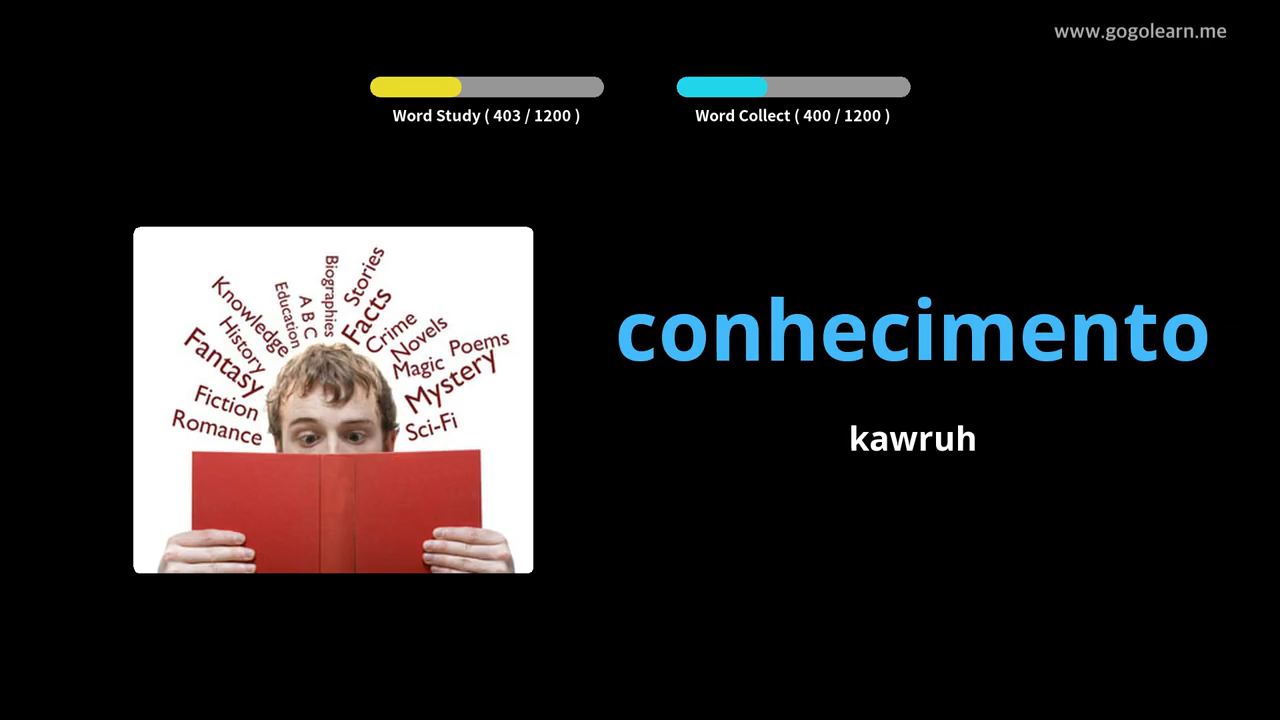 www.gogolearn.me
Word Study ( 403 / 1200 )
Word Collect ( 400 / 1200 )
conhecimento
kawruh
Knowledge
Education
A B C
Biographies
Stories
Facts
Crime
Novels
Poems
History
Fantasy
Magic
Mystery
Fiction
Sci-Fi
Romance